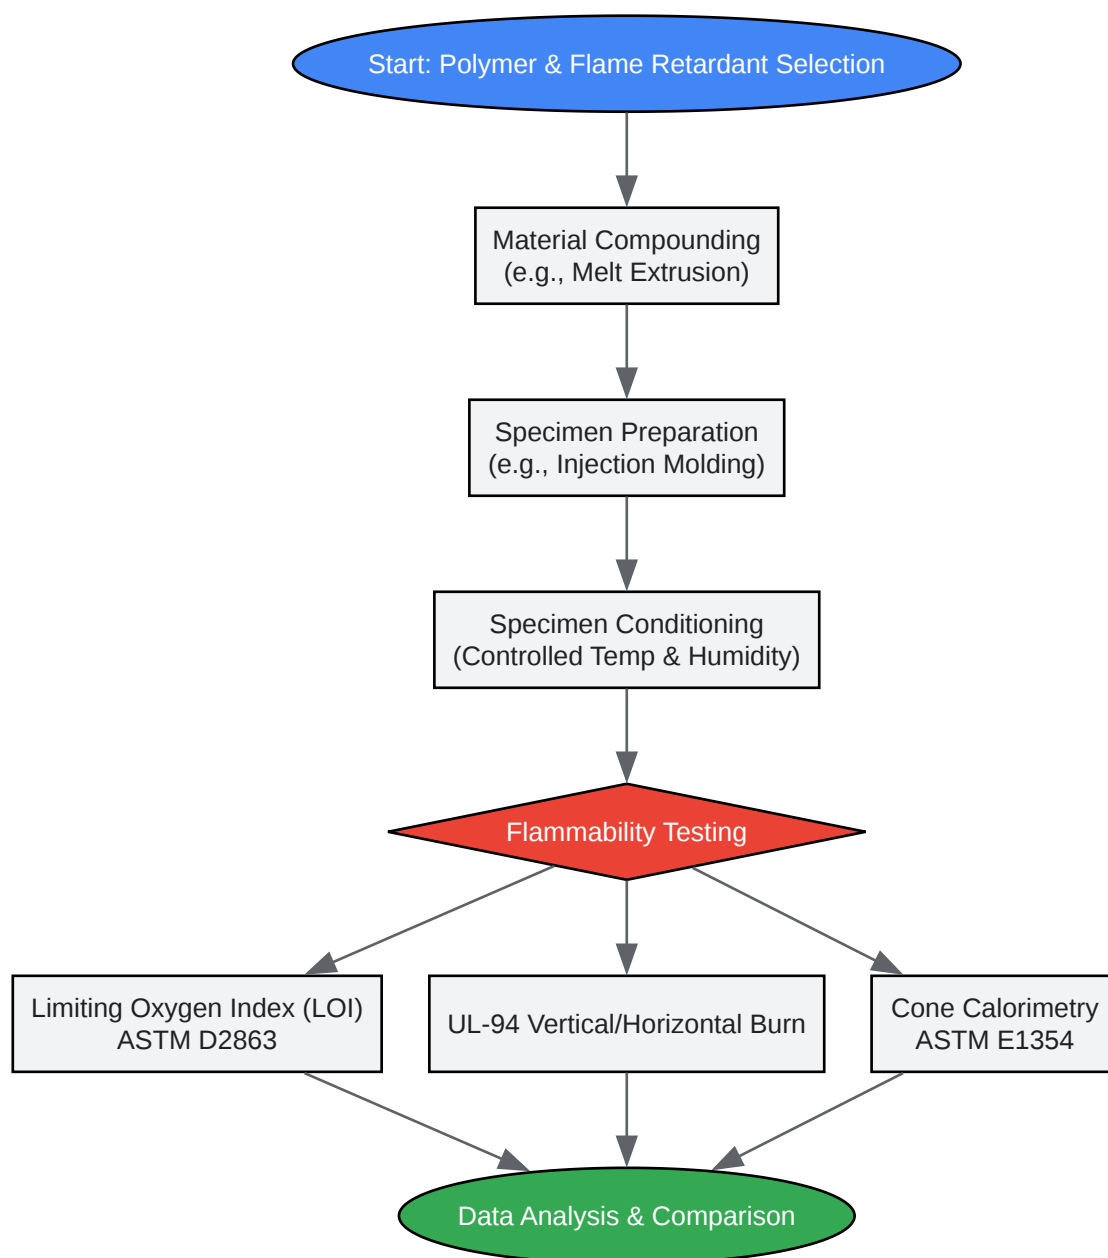 Start: Polymer & Flame Retardant Selection
Material Compounding
(e.g., Melt Extrusion)
Specimen Preparation
(e.g., Injection Molding)
Specimen Conditioning
(Controlled Temp & Humidity)
Flammability Testing
Limiting Oxygen Index (LOI)
ASTM D2863
UL-94 Vertical/Horizontal Burn
Cone Calorimetry
ASTM E1354
Data Analysis & Comparison